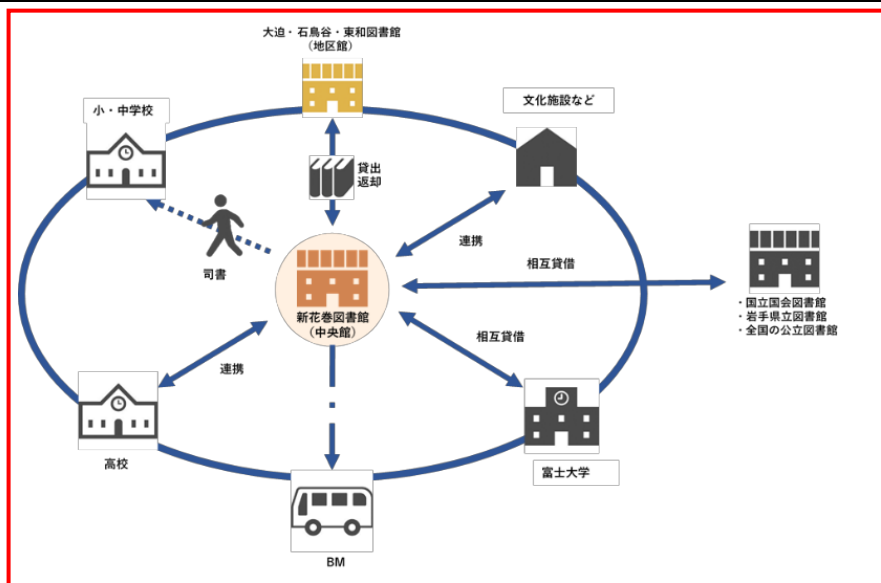 大迫・石鳥谷・東和図書館
（地区館）
小・中学校
文化施設など
貸出
返却
連携
司書
相互貸借
新花巻図書館
（中央館）
・国立国会図書館
・岩手県立図書館
・全国の公立図書館
相互貸借
連携
高校
富士大学
BM